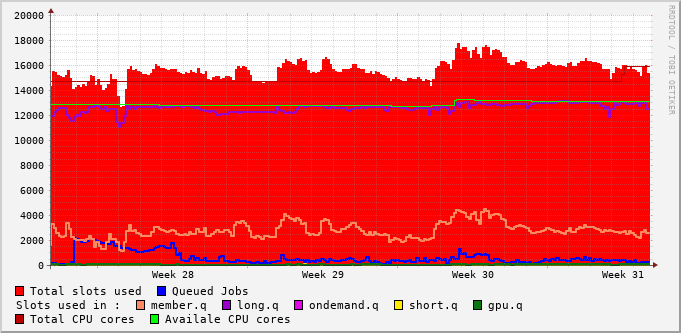 RRDTOOL / TOBI OETIKER
20000
18000
16000
14000
12000
10000
8000
6000
4000
2000
0
Week 28 Week 29 Week 30 Week 31
Total slots used Queued Jobs
Slots used in : member.q long.q ondemand.q short.q gpu.q
Total CPU cores Availale CPU cores